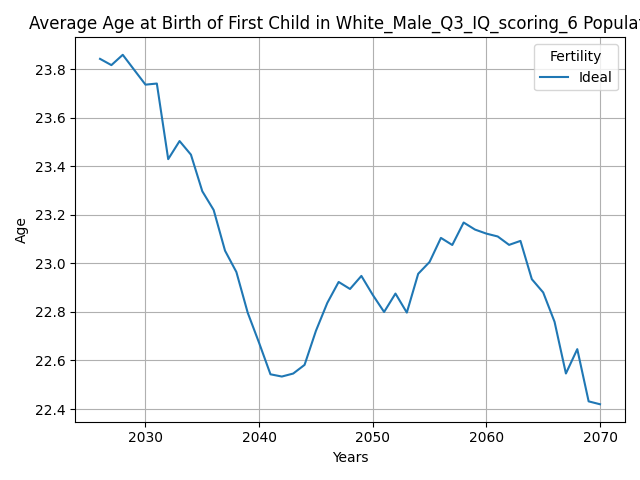 Average Age at Birth of First Child in White_Male_Q3_IQ_scoring_6 Populat
Fertility
Ideal
23.8
23.6
23.4
23.2
23.0
22.8
22.6
22.4
Age
2030 2040 2050 2060 2070
Years